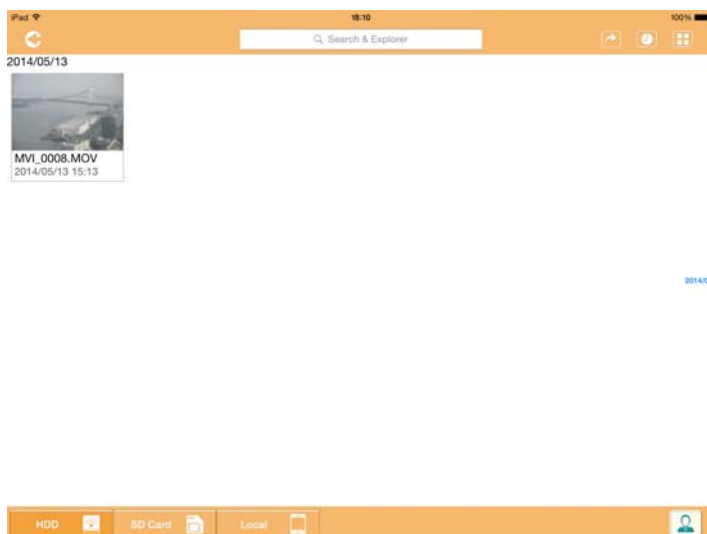 iPad 18:10 100%
Search & Explorer
2014/05/13
MVI_0008.MOV
2014/05/13 15:13
2014/0
HDD SD Card Local